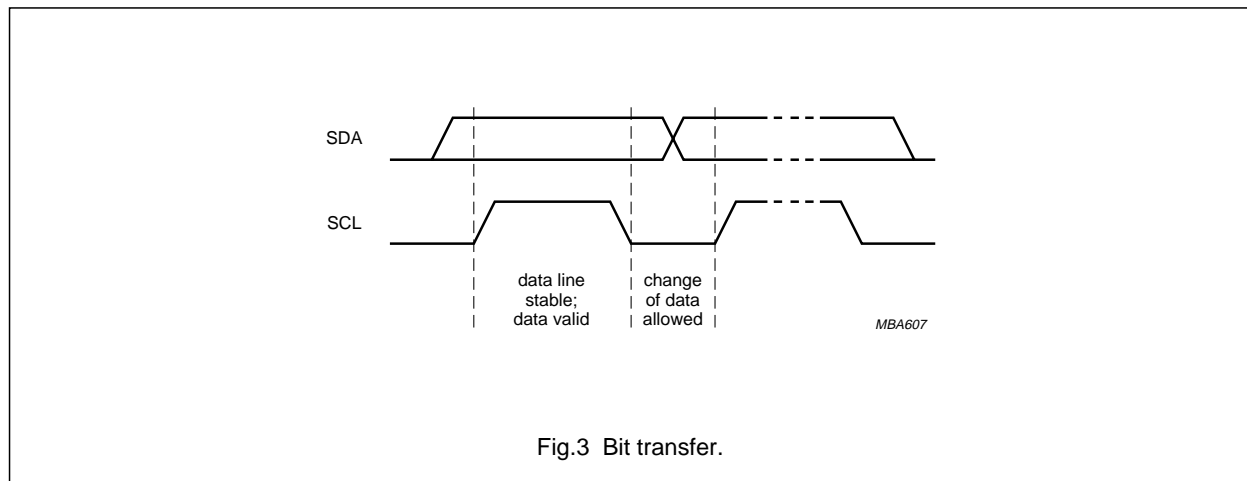 SDA
SCL
data line
stable;
data valid
change
of data
allowed
MBA607
Fig.3 Bit transfer.